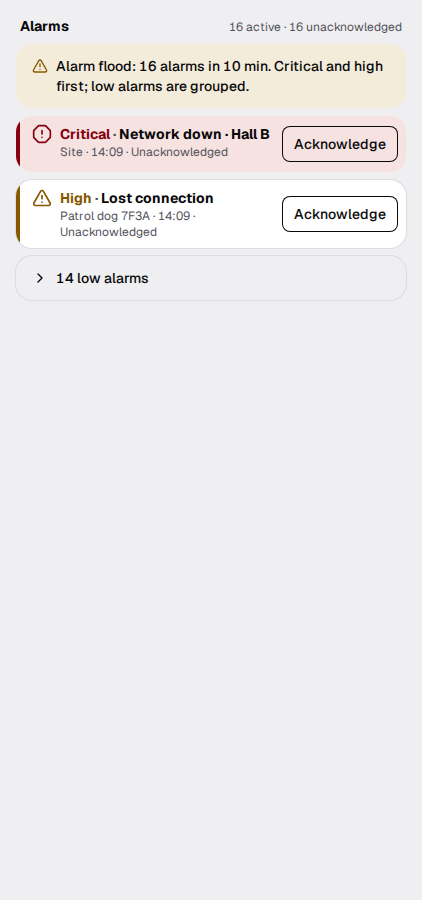 Alarms
16 active · 16 unacknowledged
Alarm flood: 16 alarms in 10 min. Critical and high
first; low alarms are grouped.
Critical · Network down · Hall B
Site · 14:09 · Unacknowledged
Acknowledge
High · Lost connection
Patrol dog 7F3A · 14:09 ·
Unacknowledged
Acknowledge
14 low alarms